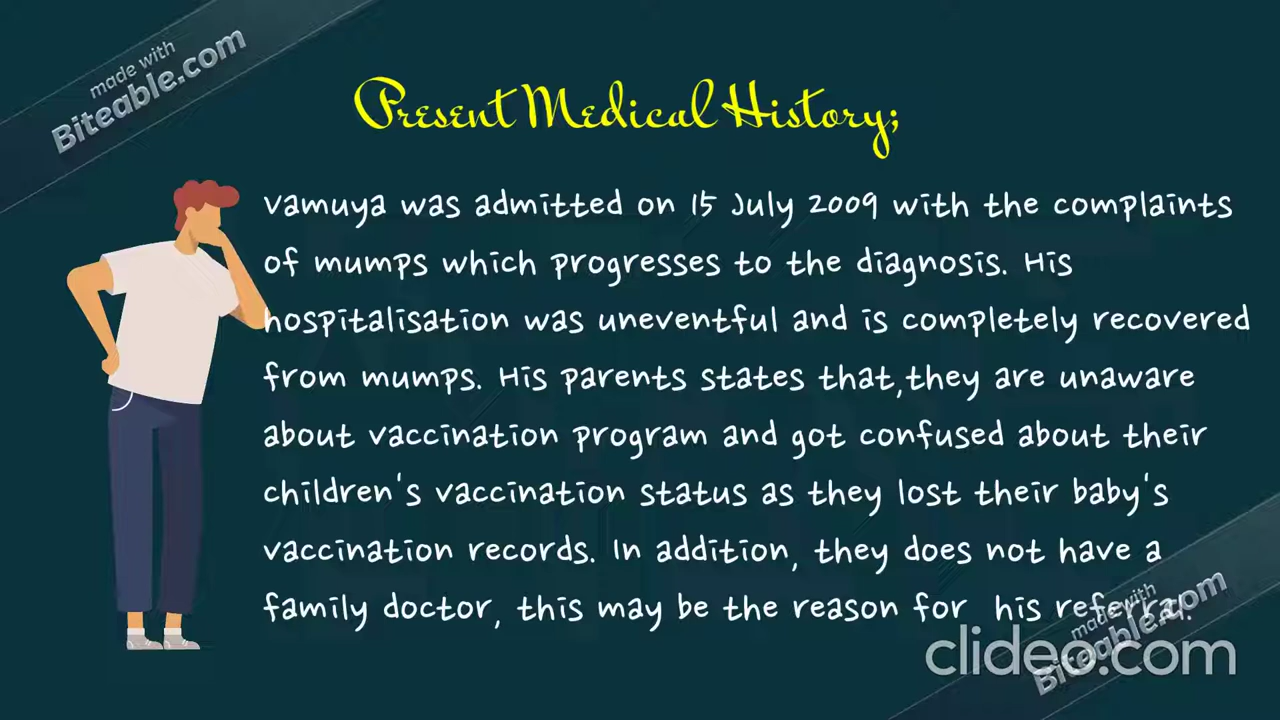 made with
Biteable.com
Present Medical History;
Vamuya was admitted on 15 July 2009 with the complaints
of mumps which progresses to the diagnosis. His
hospitalisation was uneventful and is completely recovered
from mumps. His parents states that,they are unaware
about vaccination program and got confused about their
children's vaccination status as they lost their baby's
vaccination records. In addition, they does not have a
family doctor, this may be the reason for his referral.
made with
Biteable.com
clideo.com